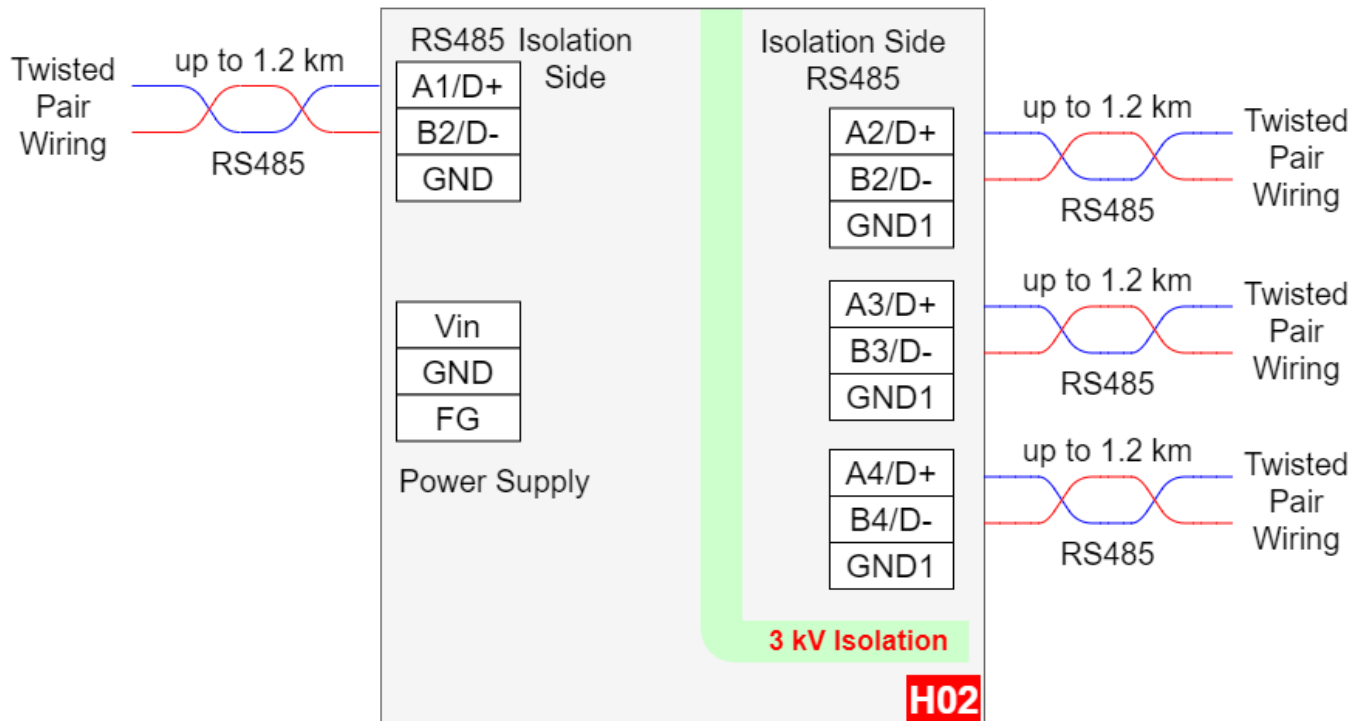 Twisted
Pair
Wiring
up to 1.2 km
RS485
RS485 Isolation
Side
A1/D+
B2/D-
GND
Vin
GND
FG
Power Supply
Isolation Side
RS485
A2/D+
B2/D-
GND1
up to 1.2 km
RS485
Twisted
Pair
Wiring
A3/D+
B3/D-
GND1
up to 1.2 km
RS485
Twisted
Pair
Wiring
A4/D+
B4/D-
GND1
up to 1.2 km
RS485
Twisted
Pair
Wiring
3 kV Isolation
H02